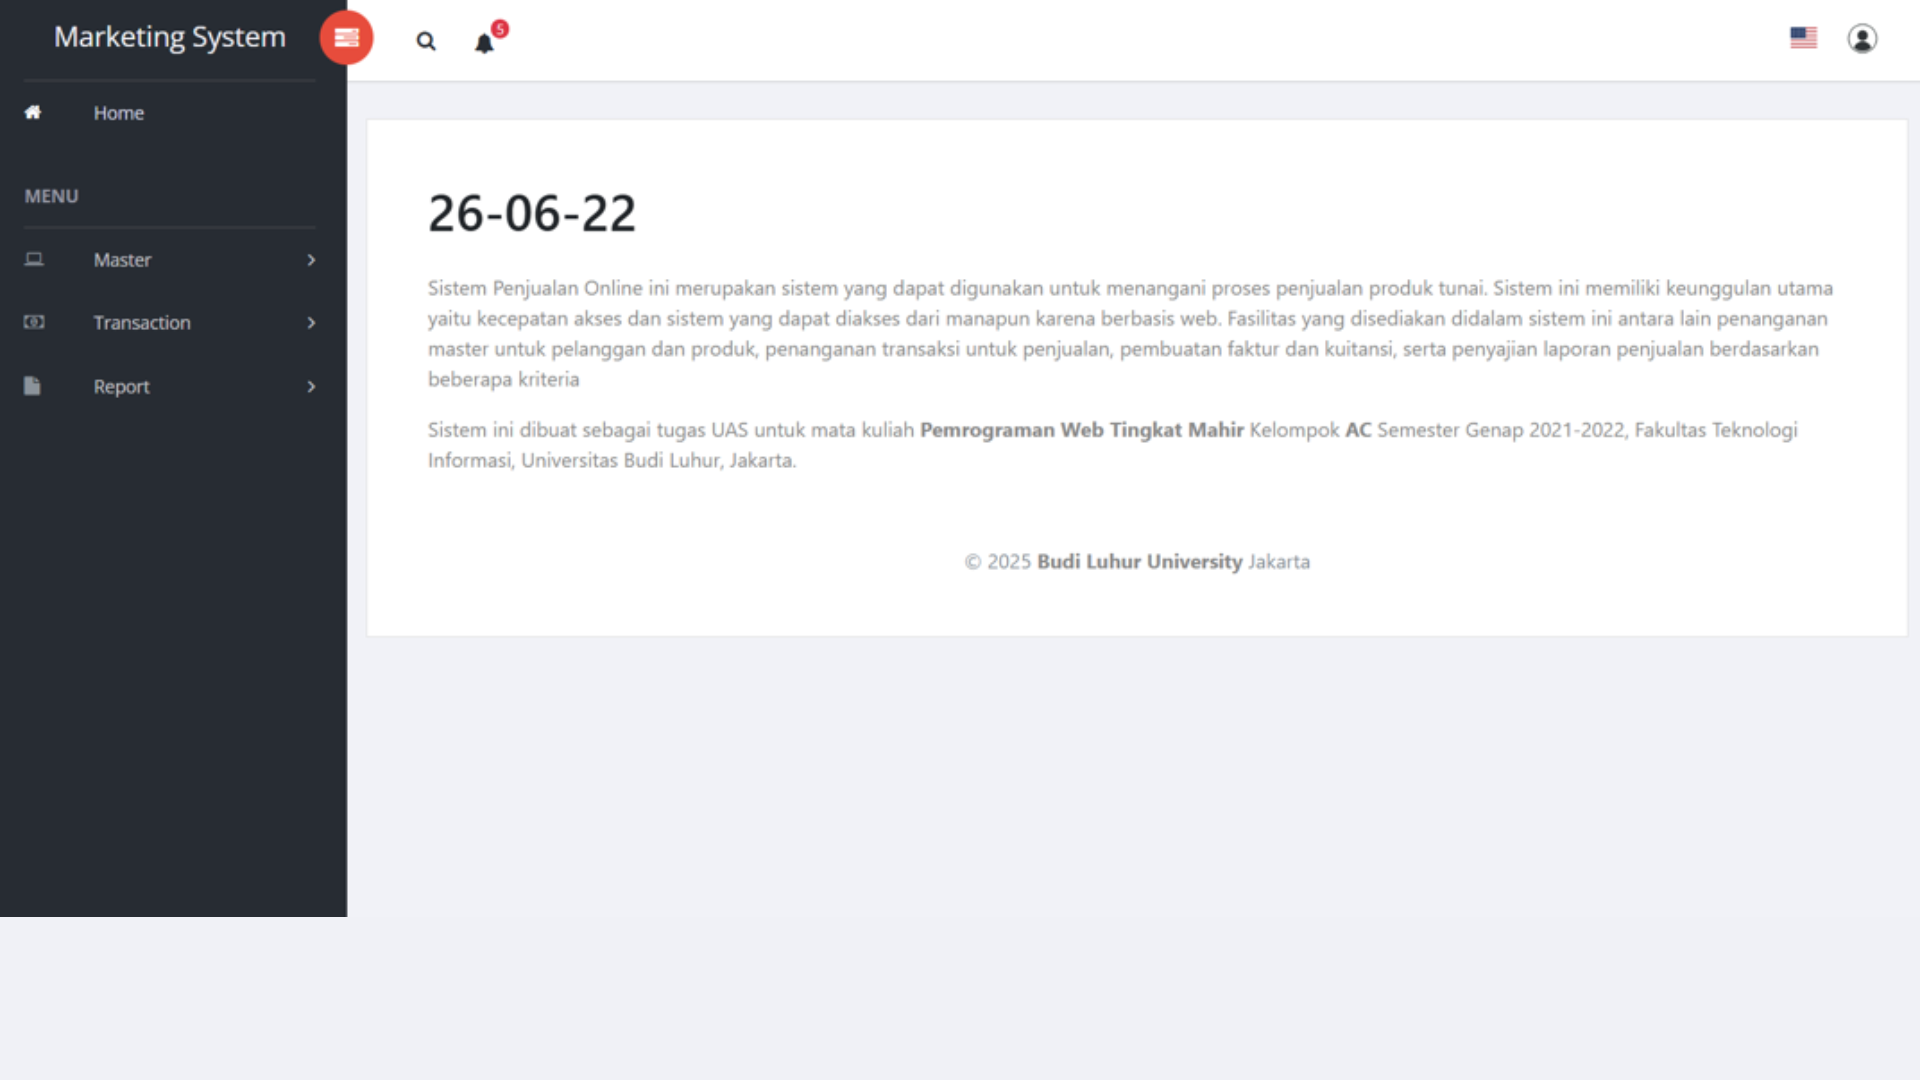 Marketing System
5
Home
MENU
Master
Transaction
Report
26-06-22
Sistem Penjualan Online ini merupakan sistem yang dapat digunakan untuk menangani proses penjualan produk tunai. Sistem ini memiliki keunggulan utama
yaitu kecepatan akses dan sistem yang dapat diakses dari manapun karena berbasis web. Fasilitas yang disediakan didalam sistem ini antara lain penanganan
master untuk pelanggan dan produk, penanganan transaksi untuk penjualan, pembuatan faktur dan kuitansi, serta penyajian laporan penjualan berdasarkan
beberapa kriteria
Sistem ini dibuat sebagai tugas UAS untuk mata kuliah Pemrograman Web Tingkat Mahir Kelompok AC Semester Genap 2021-2022, Fakultas Teknologi
Informasi, Universitas Budi Luhur, Jakarta.
© 2025 Budi Luhur University Jakarta